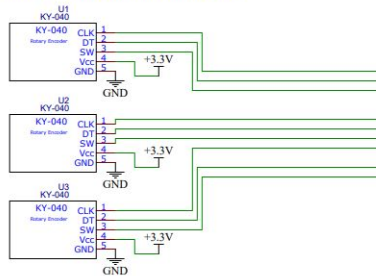 U1
KY-040
KY-040
Rotary Encoder
CLK 1
DT 2
SW 3
Vcc 4
GND 5
+3.3V
GND
U2
KY-040
KY-040
Rotary Encoder
CLK 1
DT 2
SW 3
Vcc 4
GND 5
+3.3V
GND
U3
KY-040
KY-040
Rotary Encoder
CLK 1
DT 2
SW 3
Vcc 4
GND 5
+3.3V
GND